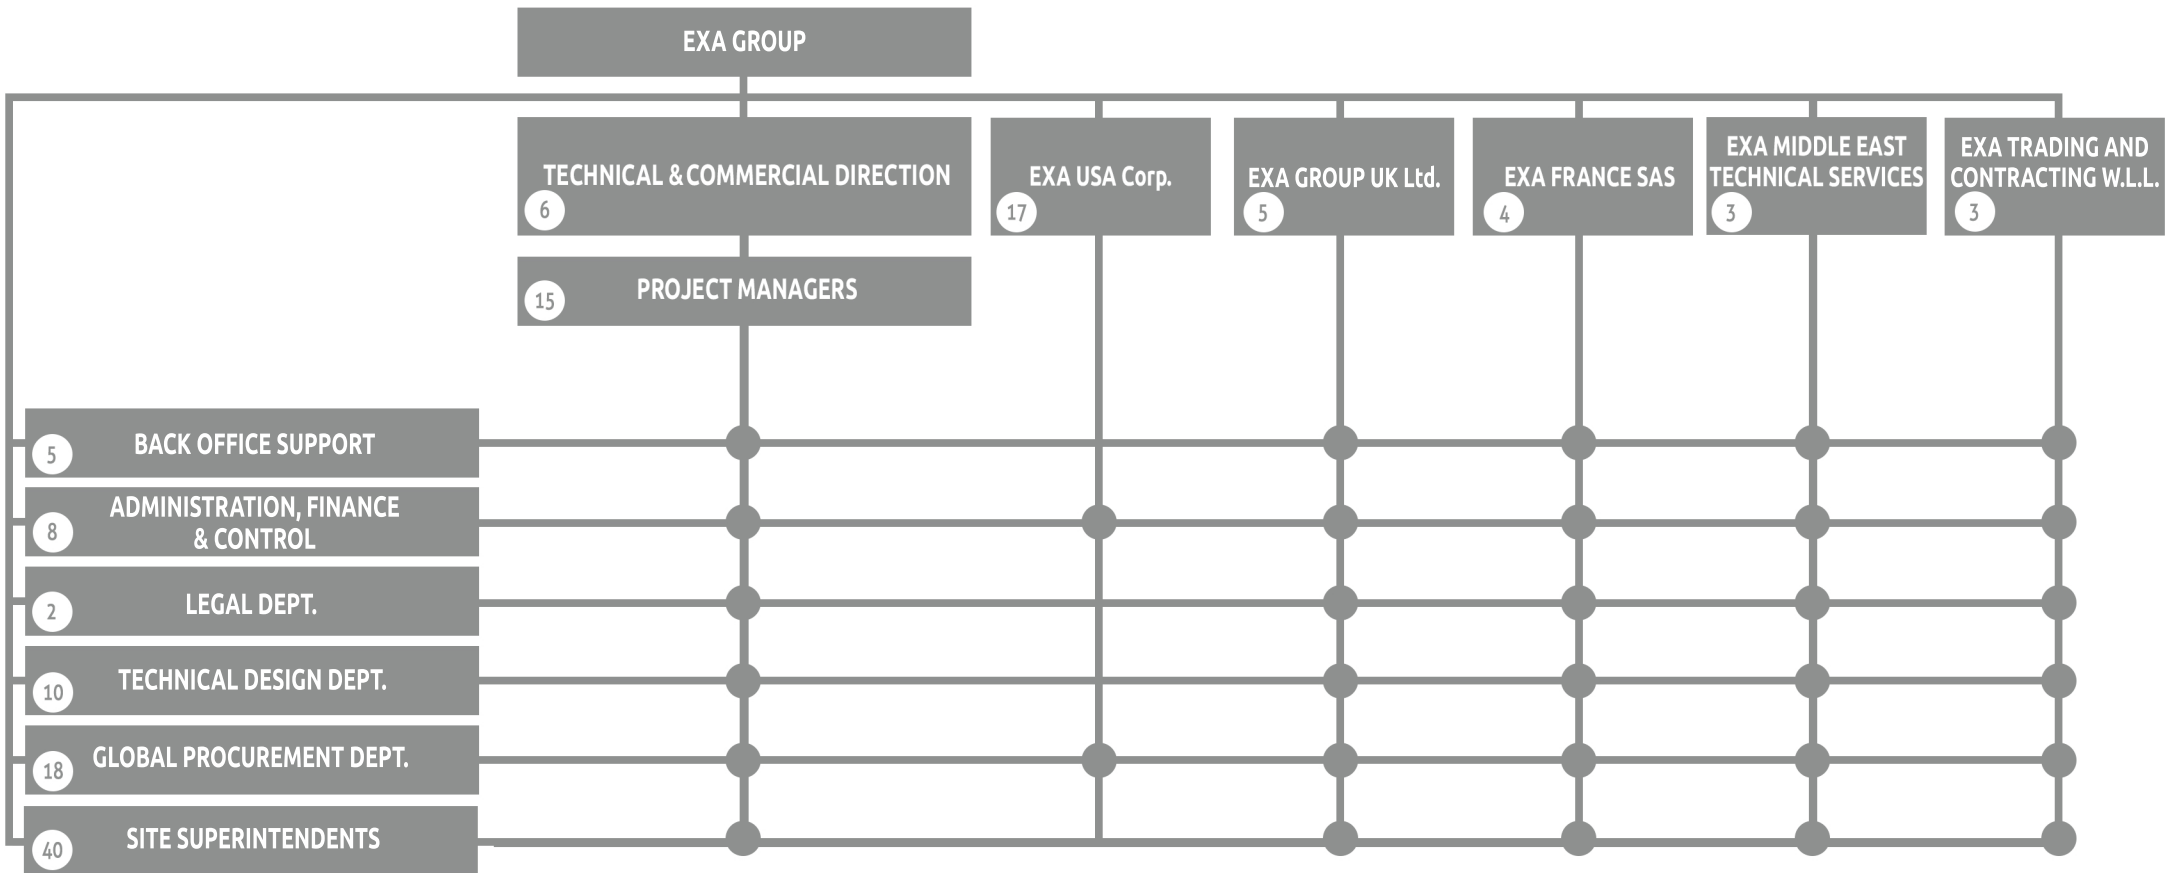 EXA GROUP
TECHNICAL & COMMERCIAL DIRECTION
6
EXA USA Corp.
17
EXA GROUP UK Ltd.
5
EXA FRANCE SAS
4
EXA MIDDLE EAST
TECHNICAL SERVICES
3
EXA TRADING AND
CONTRACTING W.L.L.
3
PROJECT MANAGERS
15
BACK OFFICE SUPPORT
5
ADMINISTRATION, FINANCE
& CONTROL
8
LEGAL DEPT.
2
TECHNICAL DESIGN DEPT.
10
GLOBAL PROCUREMENT DEPT.
18
SITE SUPERINTENDENTS
40